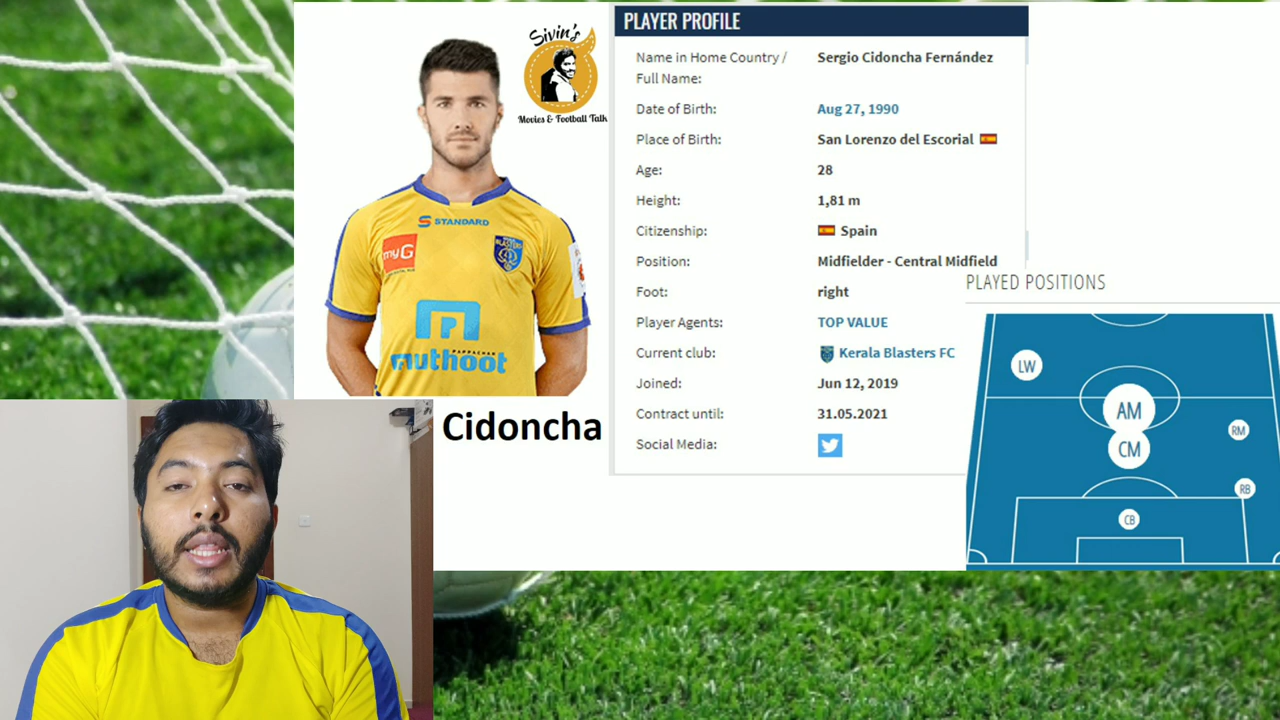 Sivin's
Movies & Football Talk
STANDARD
myG
BLASTERS
PAPPACHAN
muthoot
Cidoncha
PLAYER PROFILE
Name in Home Country / Full Name:
Sergio Cidoncha Fernández
Date of Birth:
Aug 27, 1990
Place of Birth:
San Lorenzo del Escorial
Age:
28
Height:
1,81 m
Citizenship:
Spain
Position:
Midfielder - Central Midfield
Foot:
right
Player Agents:
TOP VALUE
Current club:
Kerala Blasters FC
Joined:
Jun 12, 2019
Contract until:
31.05.2021
Social Media:
PLAYED POSITIONS
LW
AM
RM
CM
RB
CB